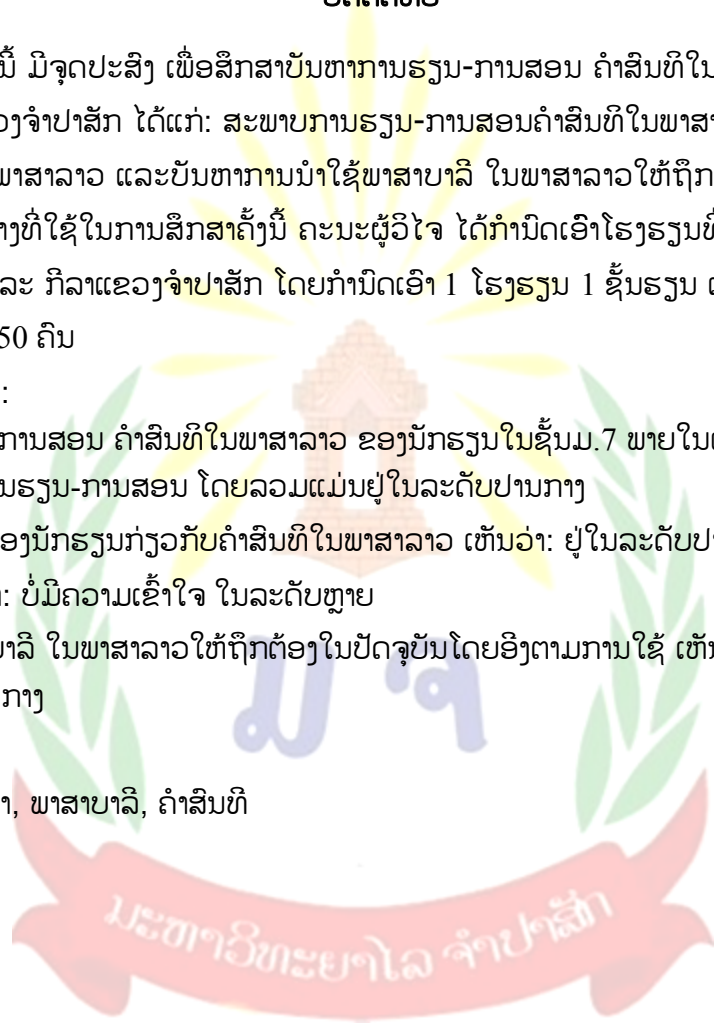 ນີ້ ມີຈຸດປະສົງ ເພື່ອສຶກສາບັນຫາການຮຽນ-ການສອນ ຄຳສົນທິໃນ
ວງຈຳປາສັກ ໄດ້ແກ່: ສະພາບການຮຽນ-ການສອນຄຳສົນທິໃນພາສາ
ພາສາລາວ ແລະບັນຫາການນຳໃຊ້ພາສາບາລີ ໃນພາສາລາວໃຫ້ຖຶກ
າງທີ່ໃຊ້ໃນການສຶກສາຄັ້ງນີ້ ຄະນະຜູ້ວິໄຈ ໄດ້ກຳນົດເອົາໂຮງຮຽນທີ່
ລະ ກີລາແຂວງຈຳປາສັກ ໂດຍກຳນົດເອົາ 1 ໂຮງຮຽນ 1 ຊັ້ນຮຽນ
50 ຄົນ
:
ການສອນ ຄຳສົນທິໃນພາສາລາວ ຂອງນັກຮຽນໃນຊັ້ນມ.7 ພາຍໃນ
ນຮຽນ-ການສອນ ໂດຍລວມແມ່ນຢູ່ໃນລະດັບປານກາງ
ອງນັກຮຽນກ່ຽວກັບຄຳສົນທິໃນພາສາລາວ ເຫັນວ່າ: ຢູ່ໃນລະດັບປາ
: ບໍ່ມີຄວາມເຂົ້າໃຈ ໃນລະດັບຫຼາຍ
າລີ ໃນພາສາລາວໃຫ້ຖຶກຕ້ອງໃນປັດຈຸບັນໂດຍອີງຕາມການໃຊ້ ເຫັນ
ກາງ
ມຈ
າ, ພາສາບາລີ, ຄຳສົນທີ
ມະຫາວິທະຍາໄລ ຈຳປາສັກ